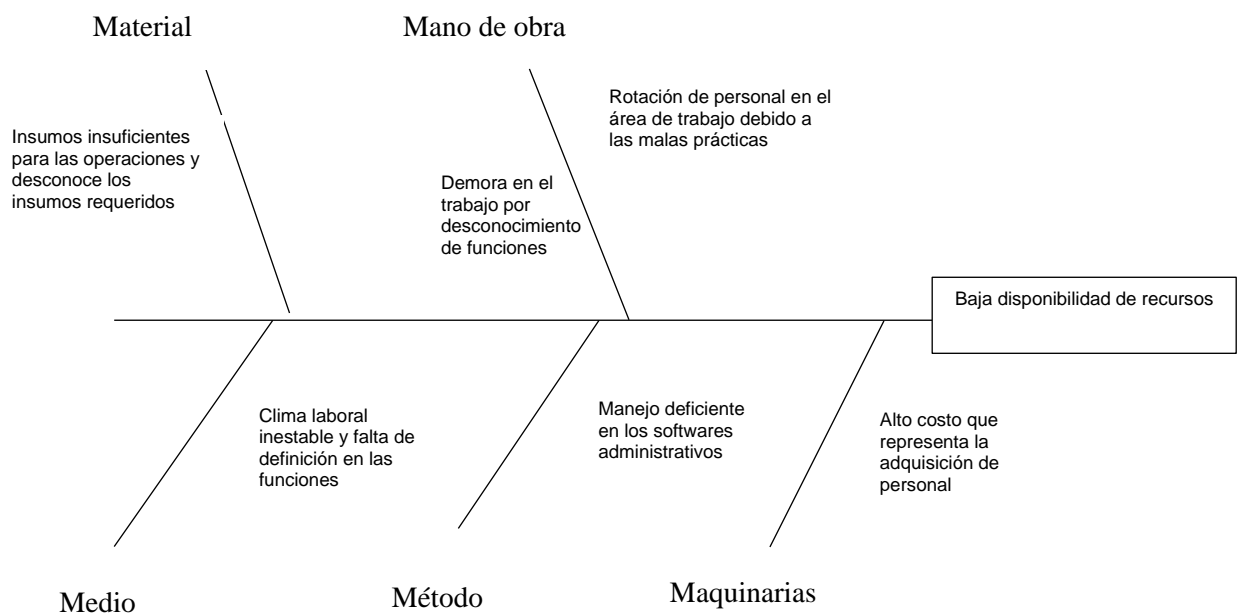 Material
Mano de obra
Insumos insuficientes
para las operaciones y
desconoce los
insumos requeridos
Demora en el
trabajo por
desconocimiento
de funciones
Rotación de personal en el
área de trabajo debido a
las malas prácticas
Baja disponibilidad de recursos
Clima laboral
inestable y falta de
definición en las
funciones
Manejo deficiente
en los softwares
administrativos
Alto costo que
representa la
adquisición de
personal
Medio
Método
Maquinarias